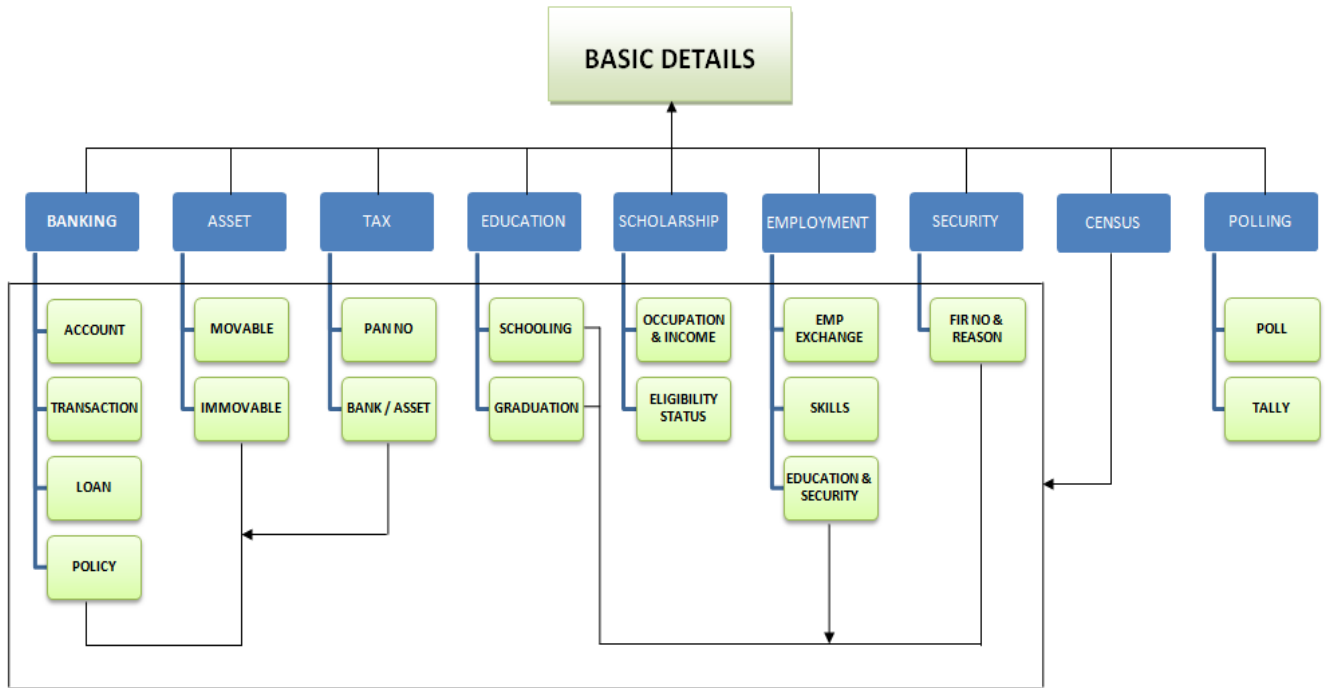 BASIC DETAILS
BANKING
ASSET
TAX
EDUCATION
SCHOLARSHIP
EMPLOYMENT
SECURITY
CENSUS
POLLING
ACCOUNT
MOVABLE
PAN NO
SCHOOLING
OCCUPATION
& INCOME
EMP
EXCHANGE
FIR NO &
REASON
POLL
TRANSACTION
IMMOVABLE
BANK / ASSET
GRADUATION
ELIGIBILITY
STATUS
SKILLS
TALLY
LOAN
EDUCATION &
SECURITY
POLICY